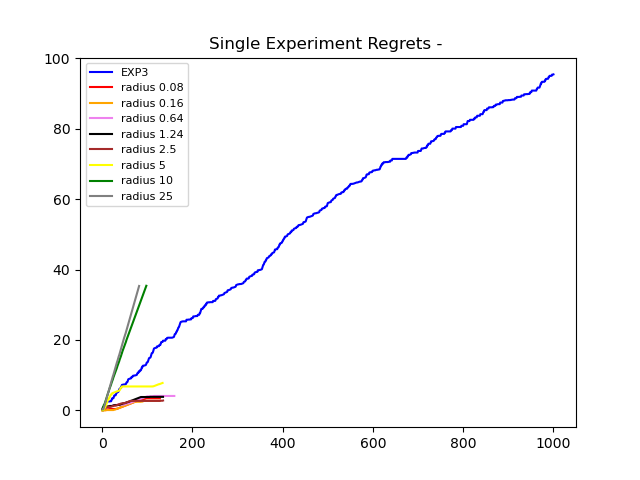 Single Experiment Regrets -
100
80
60
40
20
0
EXP3
radius 0.08
radius 0.16
radius 0.64
radius 1.24
radius 2.5
radius 5
radius 10
radius 25
0 200 400 600 800 1000